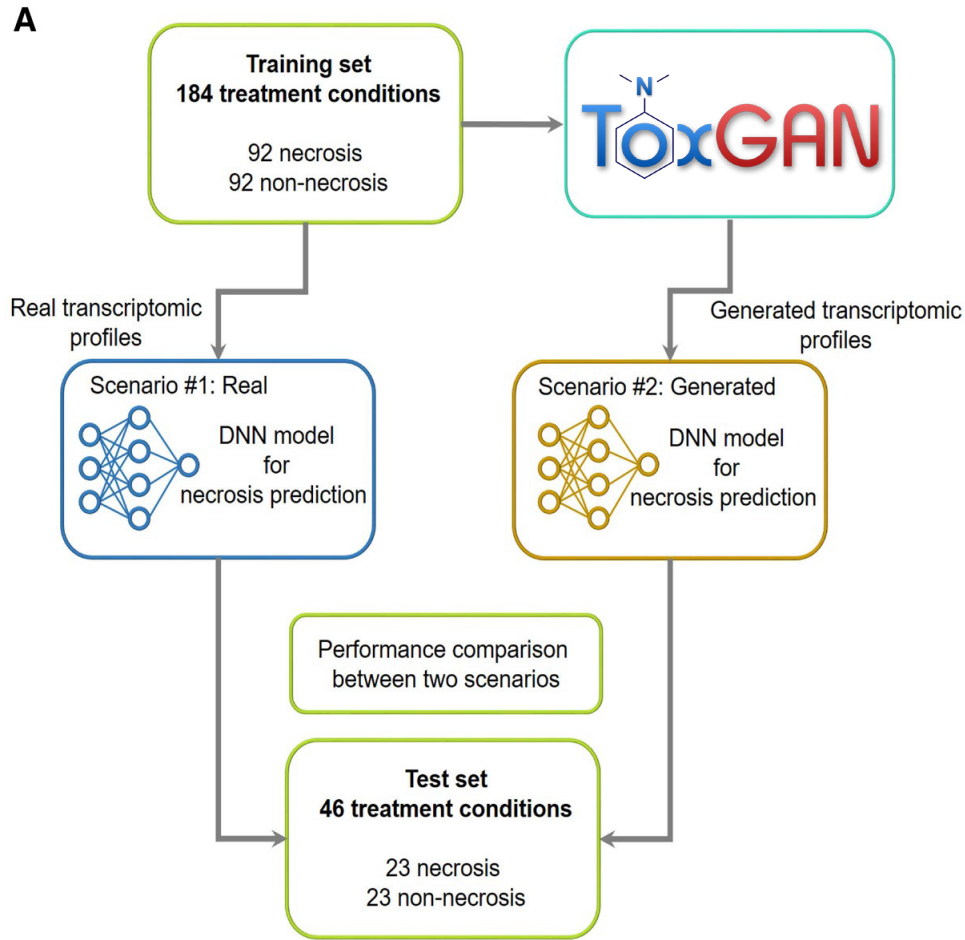 A
Training set
184 treatment conditions
92 necrosis
92 non-necrosis
N
ToxGAN
Real transcriptomic
profiles
Generated transcriptomic
profiles
Scenario #1: Real
DNN model
for
necrosis prediction
Scenario #2: Generated
DNN model
for
necrosis prediction
Performance comparison
between two scenarios
Test set
46 treatment conditions
23 necrosis
23 non-necrosis